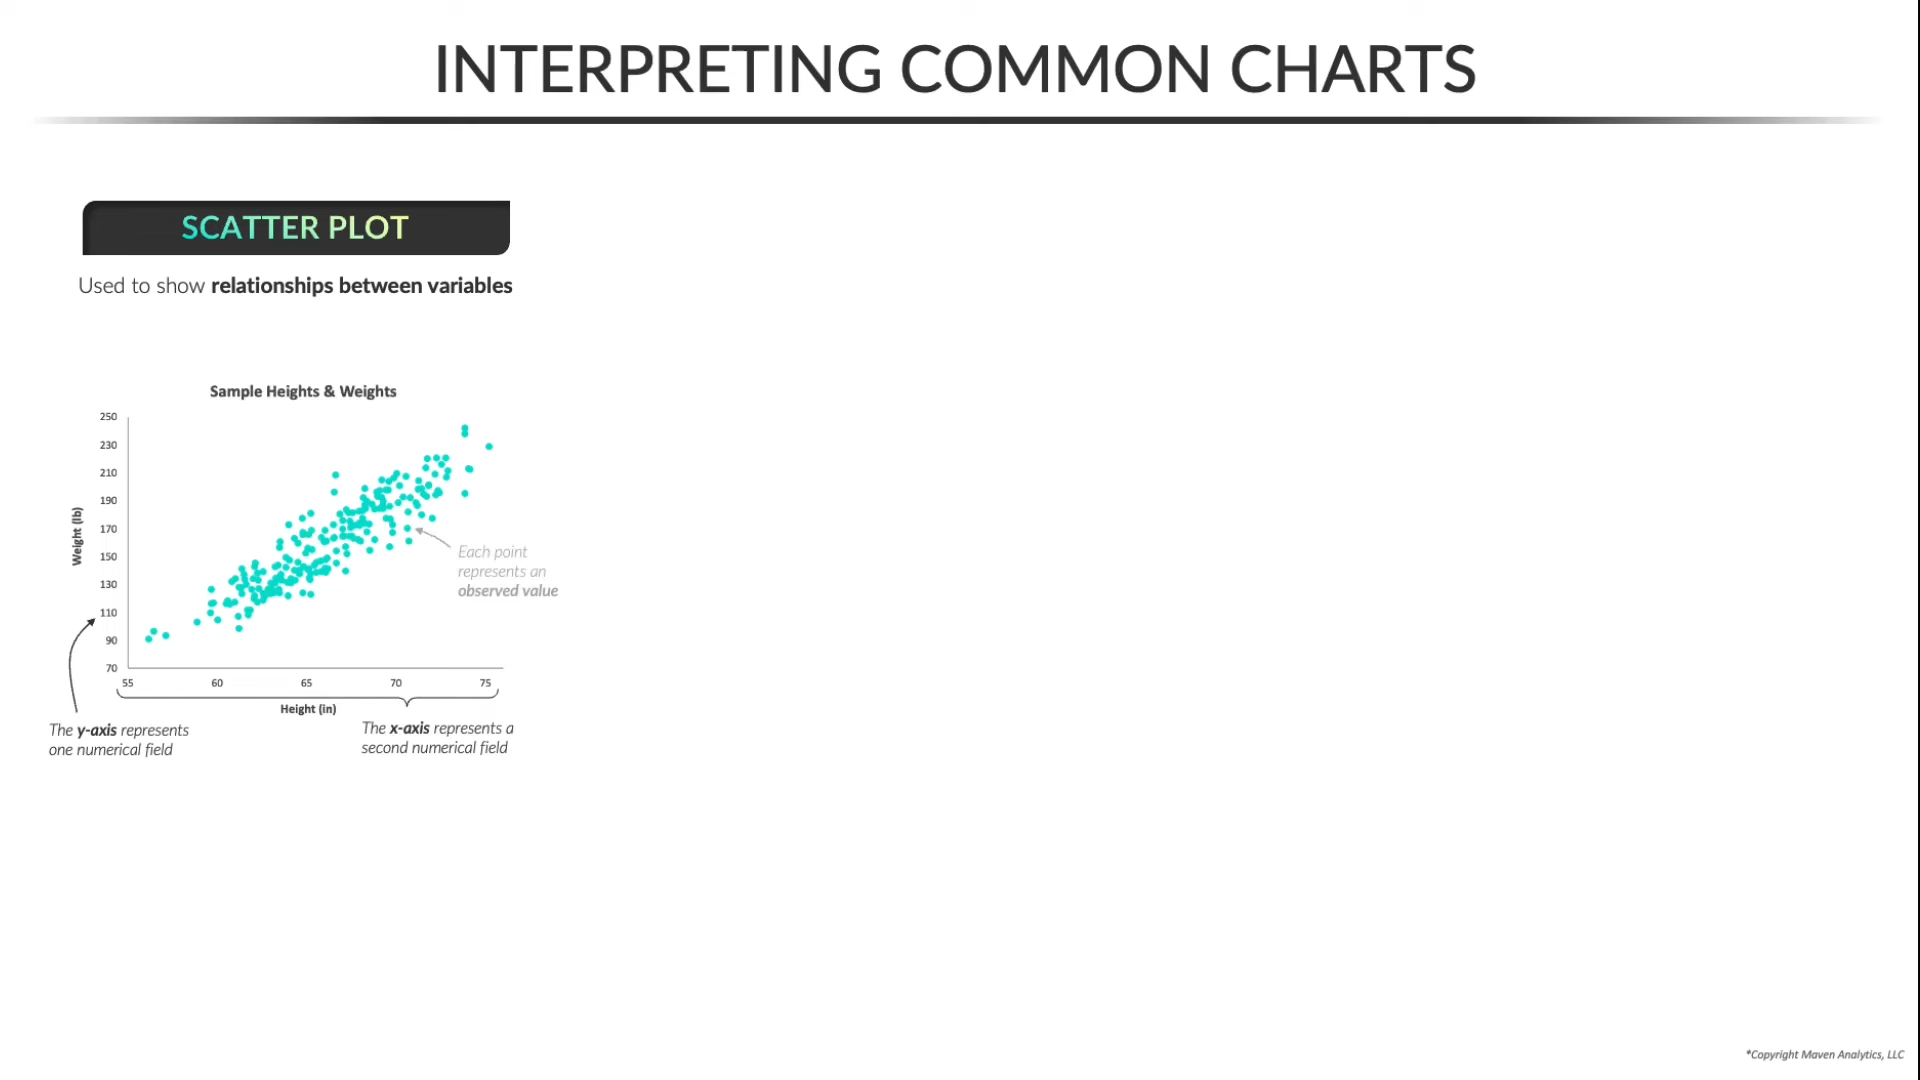 INTERPRETING COMMON CHARTS
SCATTER PLOT
Used to show relationships between variables
Sample Heights & Weights
250
230
210
190
170
150
130
110
90
70
Weight (lb)
Each point
represents an
observed value
55 60 65 70 75
Height (in)
The y-axis represents
one numerical field
The x-axis represents a
second numerical field
*Copyright Maven Analytics, LLC